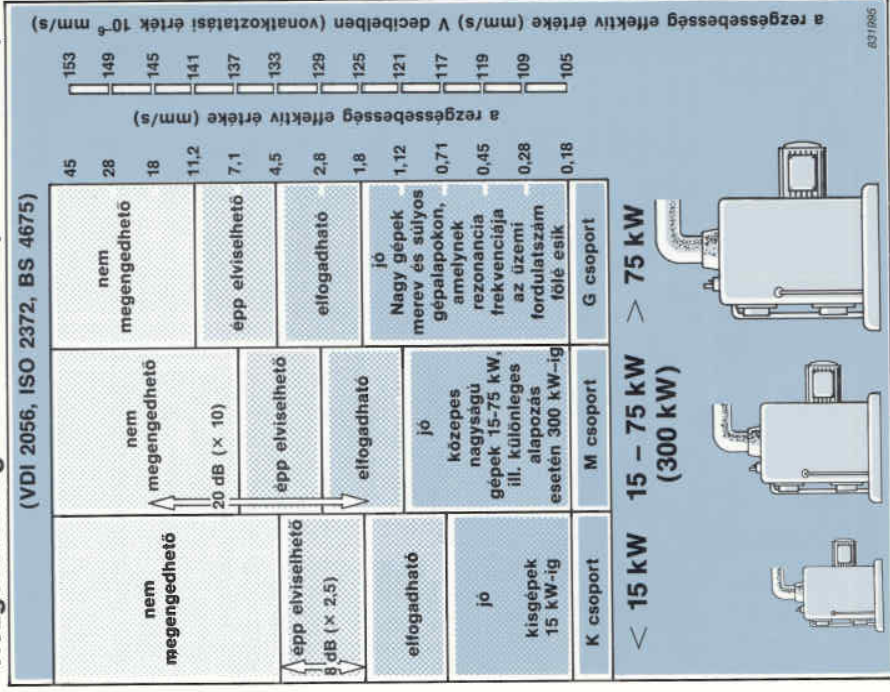 (VDI 2056, ISO 2372, BS 4675)
nem
megengedhető
épp elviselhető
8 dB (× 2,5)
elfogadható
jó
kisgépek
15 kW-ig
K csoport
nem
megengedhető
20 dB (× 10)
épp elviselhető
elfogadható
jó
közepes
nagyságú
gépek 15-75 kW,
ill. különleges
alapozás
esetén 300 kW–ig
M csoport
nem
megengedhető
épp elviselhető
elfogadható
jó
Nagy gépek
merev és súlyos
gépalapokon,
amelynek
rezonancia
frekvenciája
az üzemi
fordulatszám
fölé esik
G csoport
45
28
18
11,2
7,1
4,5
2,8
1,8
1,12
0,71
0,45
0,28
0,18
a rezgéssebesség effektív értéke (mm/s)
153
149
145
141
137
133
129
125
121
117
119
109
105
a rezgéssebesség effektív értéke (mm/s) V decibelben (vonatkoztatási érték 10⁻⁶ mm/s)
< 15 kW
15 – 75 kW
(300 kW)
> 75 kW
831995